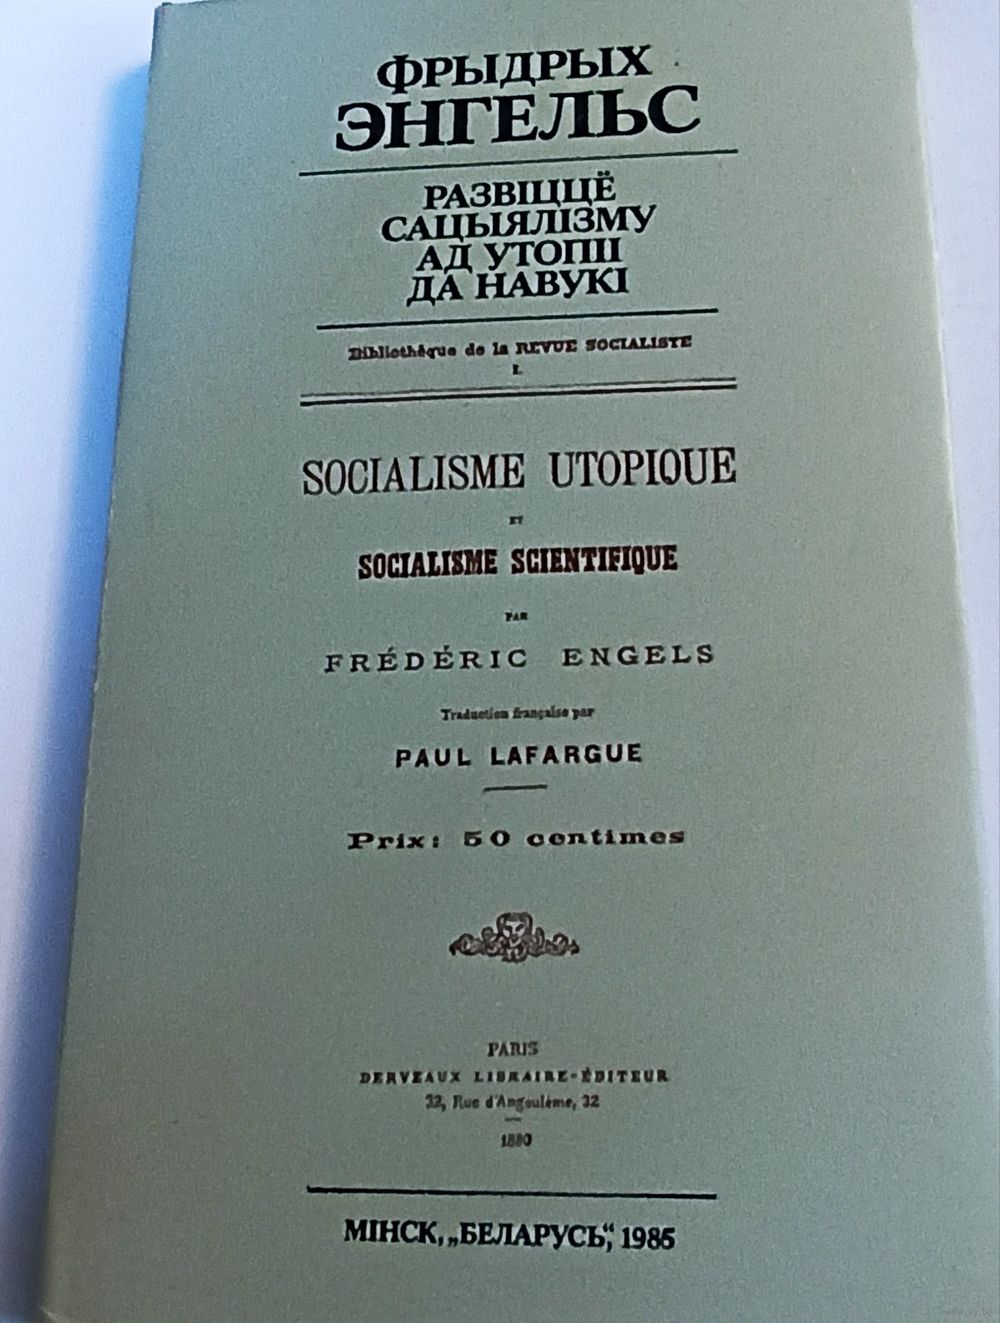 ФРЫДРЫХ
ЭНГЕЛЬС
РАЗВІЦЦЁ
САЦЫЯЛІЗМУ
АД УТОПІІ
ДА НАВУКІ
Bibliothèque de la REVUE SOCIALISTE
I.
SOCIALISME UTOPIQUE
ET
SOCIALISME SCIENTIFIQUE
PAR
FRÉDÉRIC ENGELS
Traduction française par
PAUL LAFARGUE
Prix: 50 centimes
PARIS
DERVEAUX LIBRAIRE-ÉDITEUR
32, Rue d'Angoulême, 32
1880
МІНСК, „БЕЛАРУСЬ“, 1985